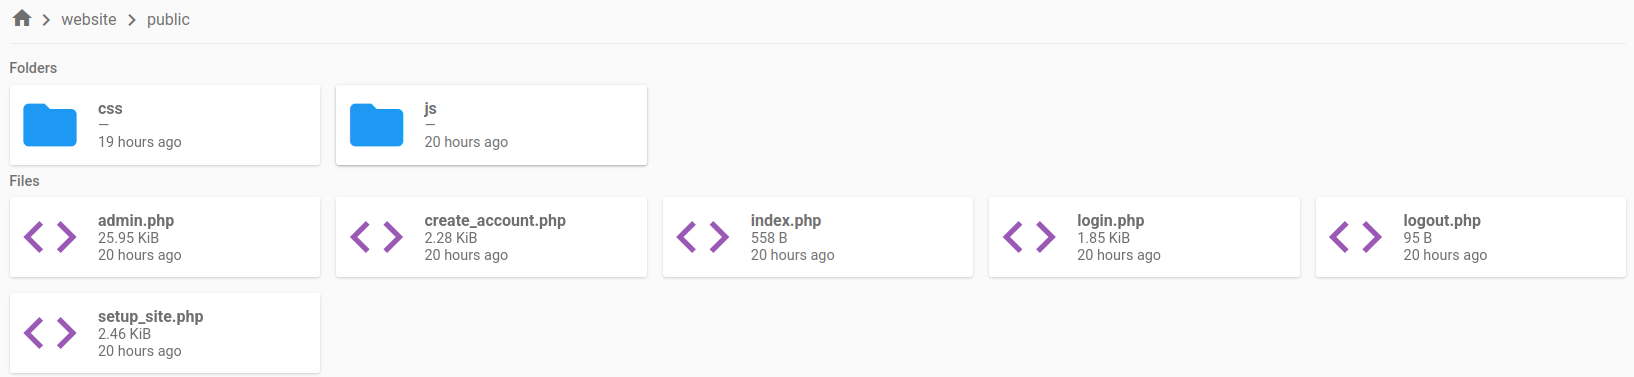 website public
Folders
css
—
19 hours ago
js
—
20 hours ago
Files
admin.php
25.95 KiB
20 hours ago
create_account.php
2.28 KiB
20 hours ago
index.php
558 B
20 hours ago
login.php
1.85 KiB
20 hours ago
logout.php
95 B
20 hours ago
setup_site.php
2.46 KiB
20 hours ago